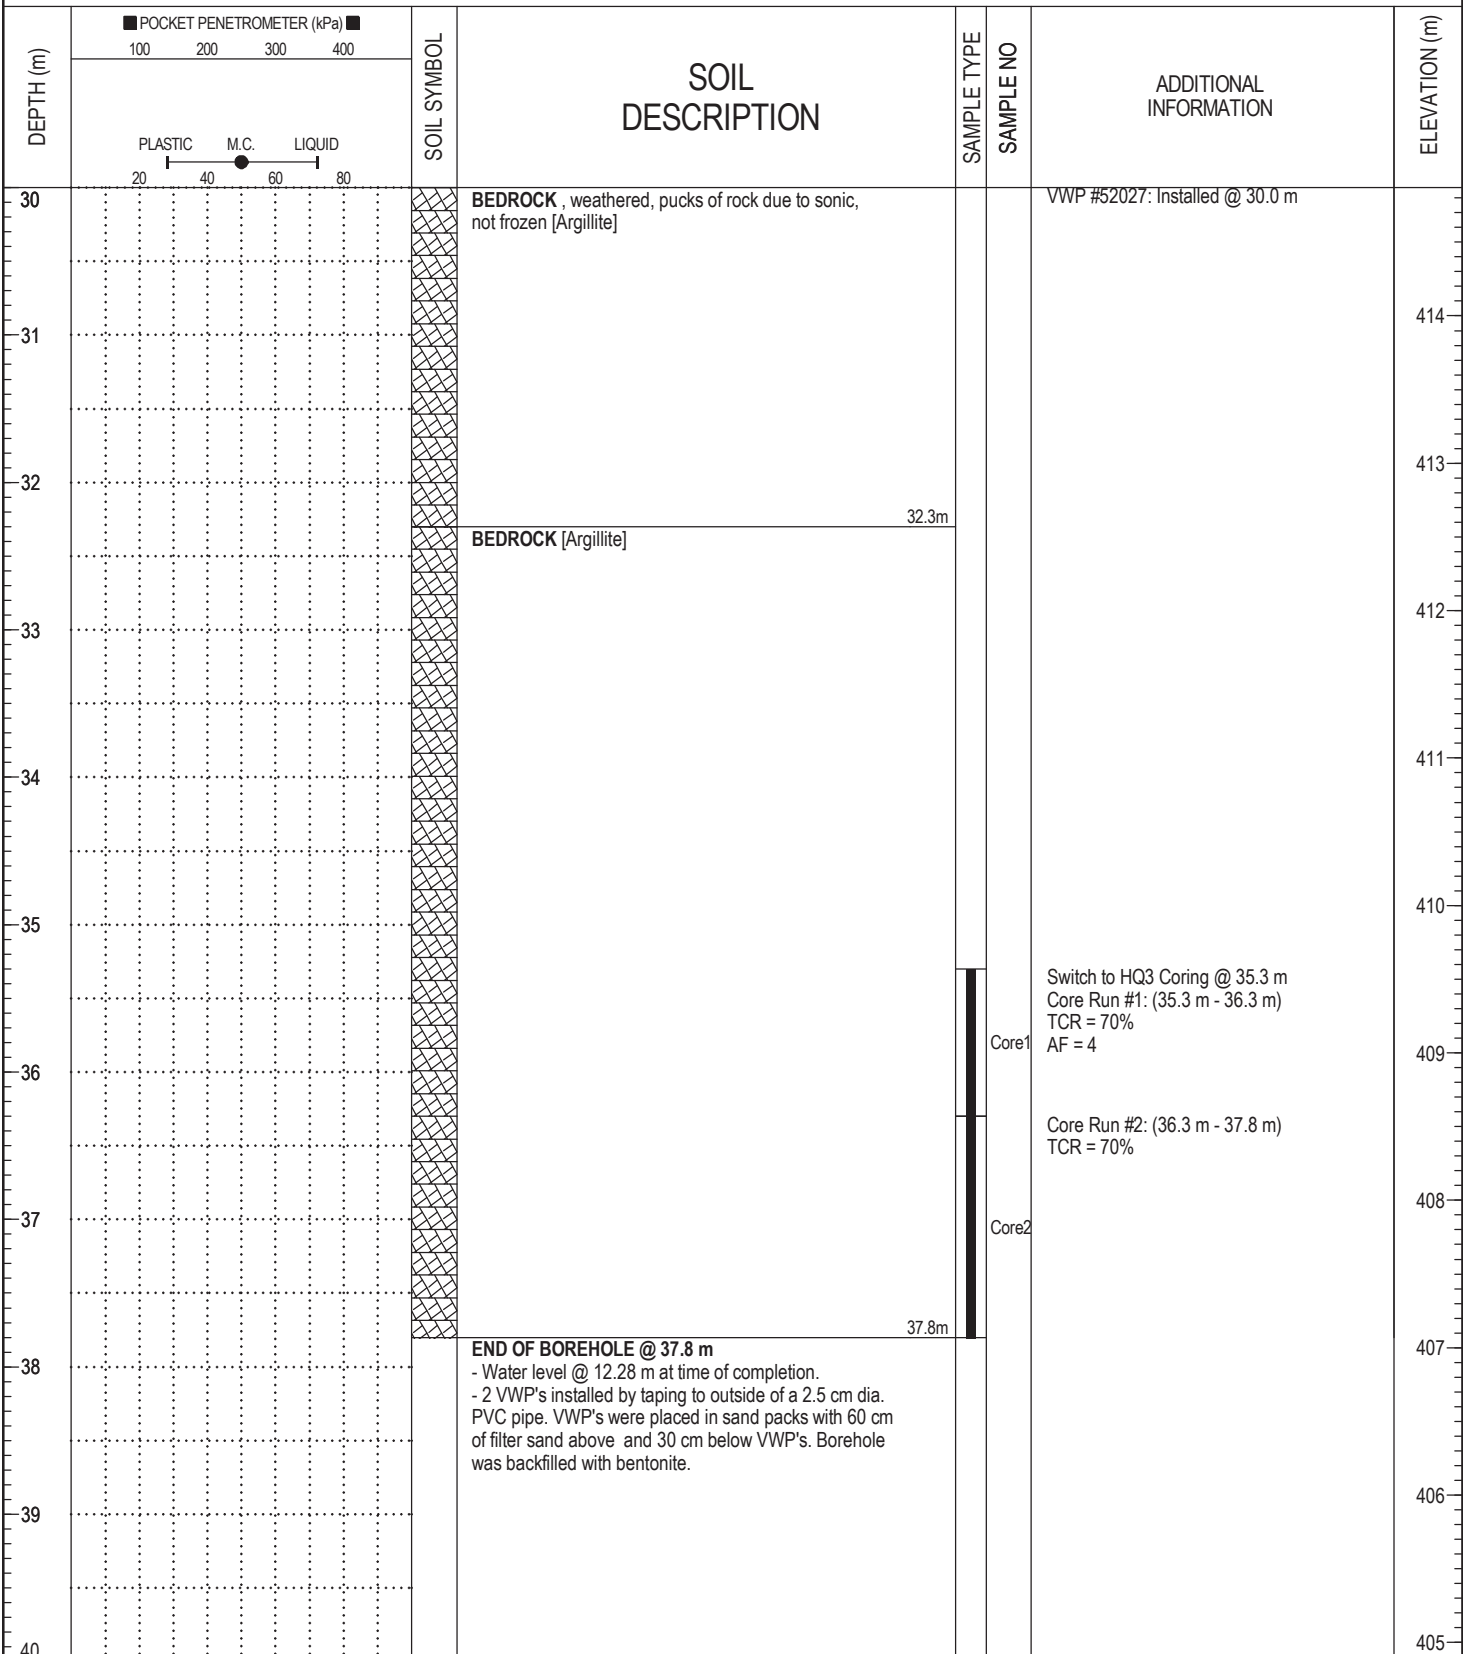 POCKET PENETROMETER (kPa)
100 200 300 400
DEPTH (m)
PLASTIC M.C. LIQUID
20 40 60 80
SOIL SYMBOL
SOIL
DESCRIPTION
SAMPLE TYPE
SAMPLE NO
ADDITIONAL
INFORMATION
ELEVATION (m)
30
BEDROCK , weathered, pucks of rock due to sonic,
not frozen [Argillite]
VWP #52027: Installed @ 30.0 m
414
31
413
32
32.3m
BEDROCK [Argillite]
412
33
411
34
410
35
Switch to HQ3 Coring @ 35.3 m
Core Run #1: (35.3 m - 36.3 m)
TCR = 70%
AF = 4
Core1
409
36
Core Run #2: (36.3 m - 37.8 m)
TCR = 70%
408
37
Core2
37.8m
END OF BOREHOLE @ 37.8 m
407
38
- Water level @ 12.28 m at time of completion.
- 2 VWP's installed by taping to outside of a 2.5 cm dia.
PVC pipe. VWP's were placed in sand packs with 60 cm
of filter sand above and 30 cm below VWP's. Borehole
was backfilled with bentonite.
406
39
405
40